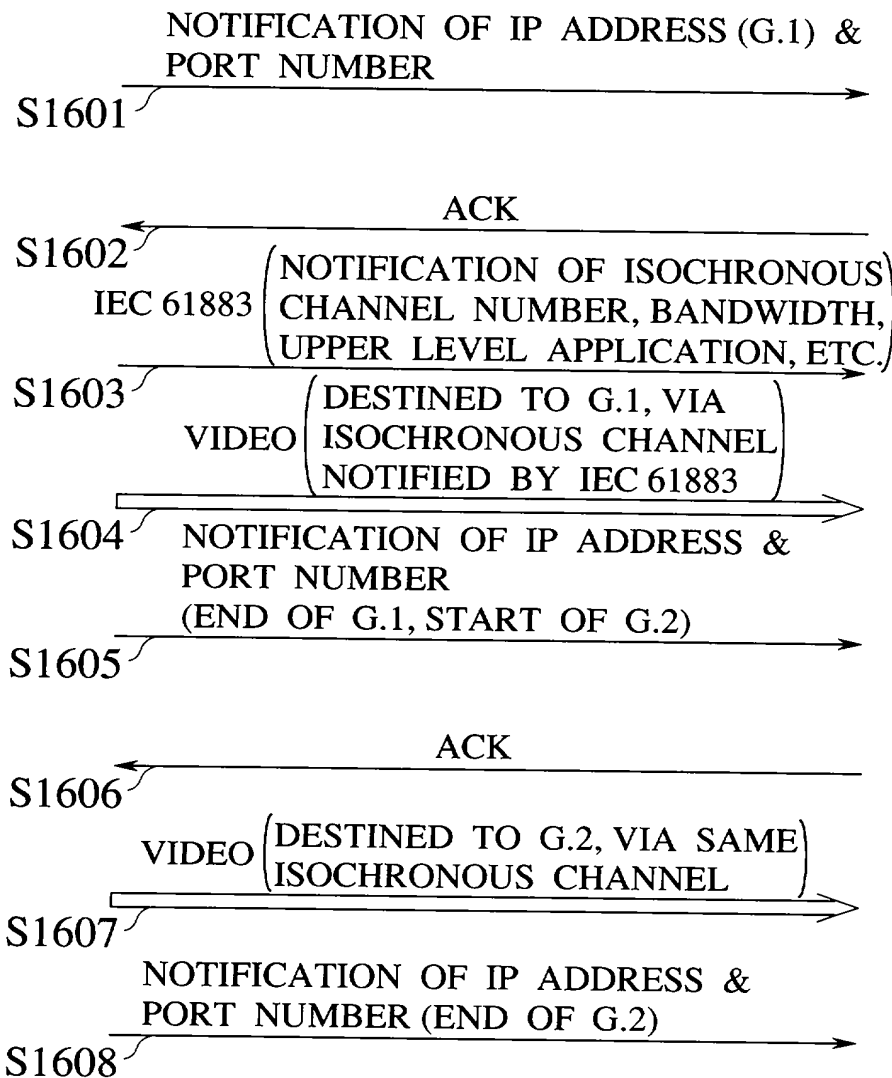 NOTIFICATION OF IP ADDRESS (G.1) &
PORT NUMBER
S1601
ACK
S1602
IEC 61883 (NOTIFICATION OF ISOCHRONOUS
CHANNEL NUMBER, BANDWIDTH,
UPPER LEVEL APPLICATION, ETC.)
S1603
VIDEO (DESTINED TO G.1, VIA
ISOCHRONOUS CHANNEL
NOTIFIED BY IEC 61883)
S1604
NOTIFICATION OF IP ADDRESS &
PORT NUMBER
(END OF G.1, START OF G.2)
S1605
ACK
S1606
VIDEO (DESTINED TO G.2, VIA SAME
ISOCHRONOUS CHANNEL)
S1607
NOTIFICATION OF IP ADDRESS &
PORT NUMBER (END OF G.2)
S1608